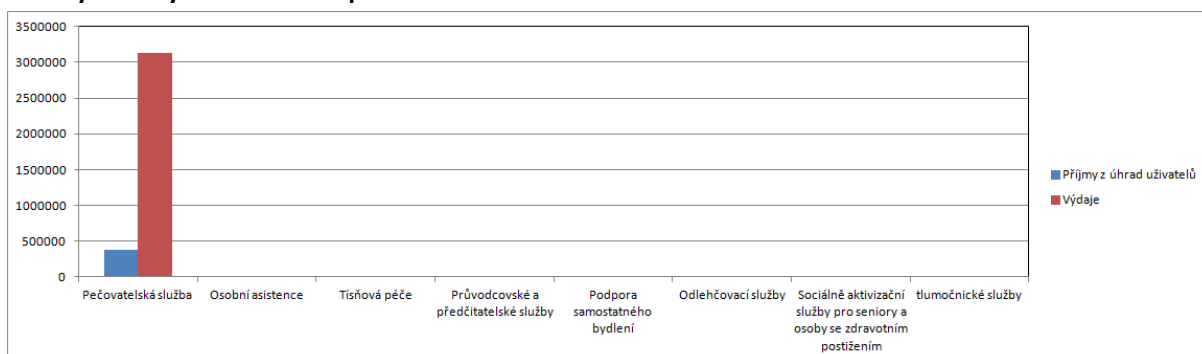 3500000
3000000
2500000
2000000
1500000
1000000
500000
0
Pečovatelská služba
Osobní asistence
Tísňová péče
Průvodcovské a
předčitatelské služby
Podpora
samostatného
bydlení
Odlehčovací služby
Sociálně aktivizační
služby pro seniory a
osoby se zdravotním
postižením
tlumočnické služby
Příjmy z úhrad uživatelů
Výdaje